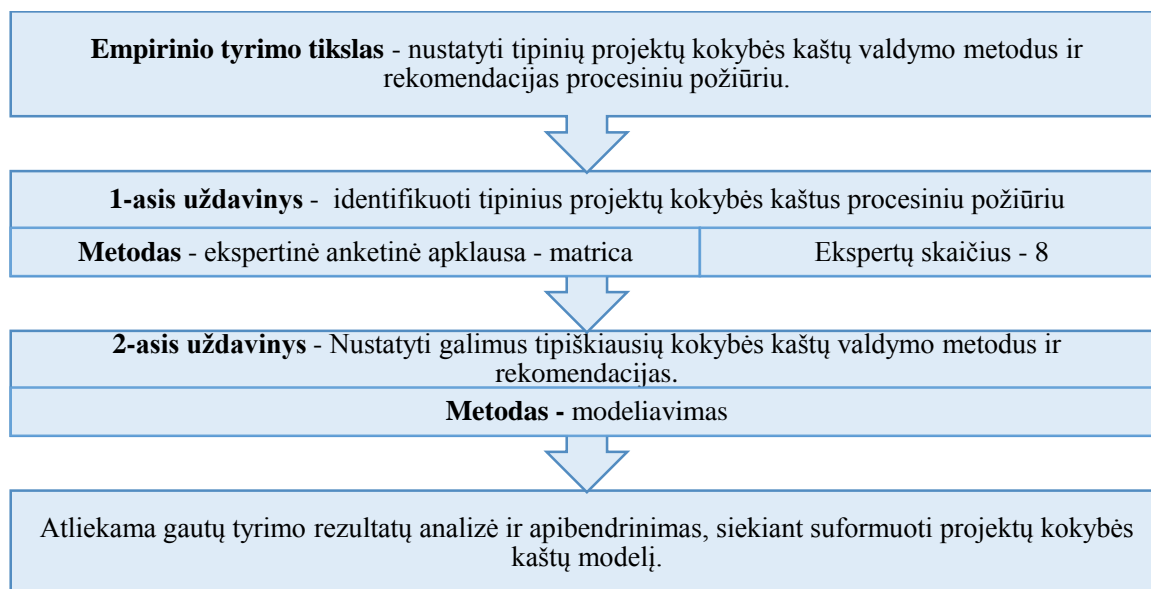 Empirinio tyrimo tikslas - nustatyti tipinių projektų kokybės kaštų valdymo metodus ir
rekomendacijas procesiniu požiūriu.
1-asis uždavinys - identifikuoti tipinius projektų kokybės kaštus procesiniu požiūriu
Metodas - ekspertinė anketinė apklausa - matrica
Ekspertų skaičius - 8
2-asis uždavinys - Nustatyti galimus tipiškiausių kokybės kaštų valdymo metodus ir
rekomendacijas.
Metodas - modeliavimas
Atliekama gautų tyrimo rezultatų analizė ir apibendrinimas, siekiant suformuoti projektų kokybės
kaštų modelį.